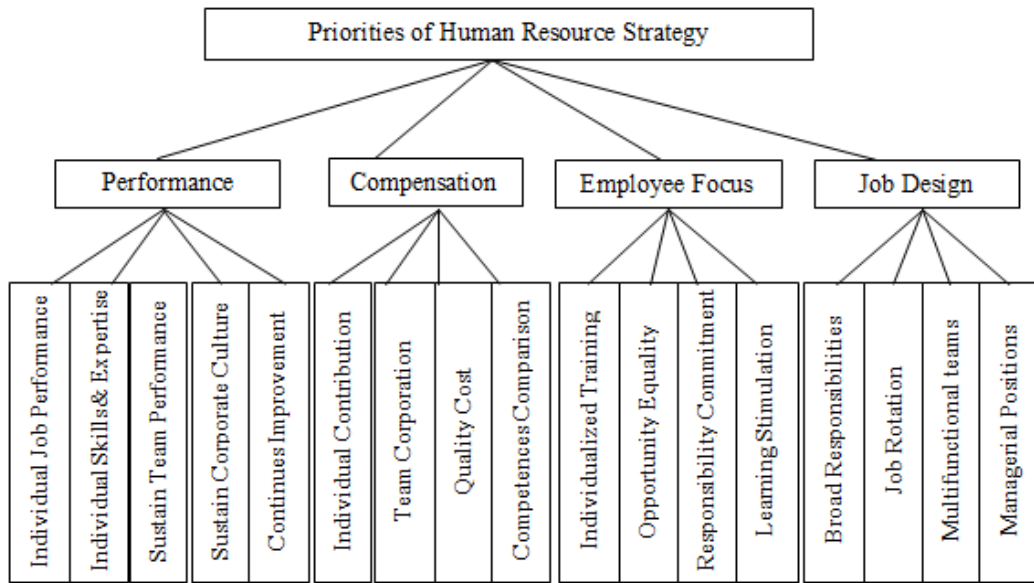 Priorities of Human Resource Strategy
Performance
Compensation
Employee Focus
Job Design
Individual Job Performance
Individual Skills& Expertise
Sustain Team Performance
Sustain Corporate Culture
Continues Improvement
Individual Contribution
Team Corporation
Quality Cost
Competences Comparison
Individualized Training
Opportunity Equality
Responsibility Commitment
Learning Stimulation
Broad Responsibilities
Job Rotation
Multifunctional teams
Managerial Positions